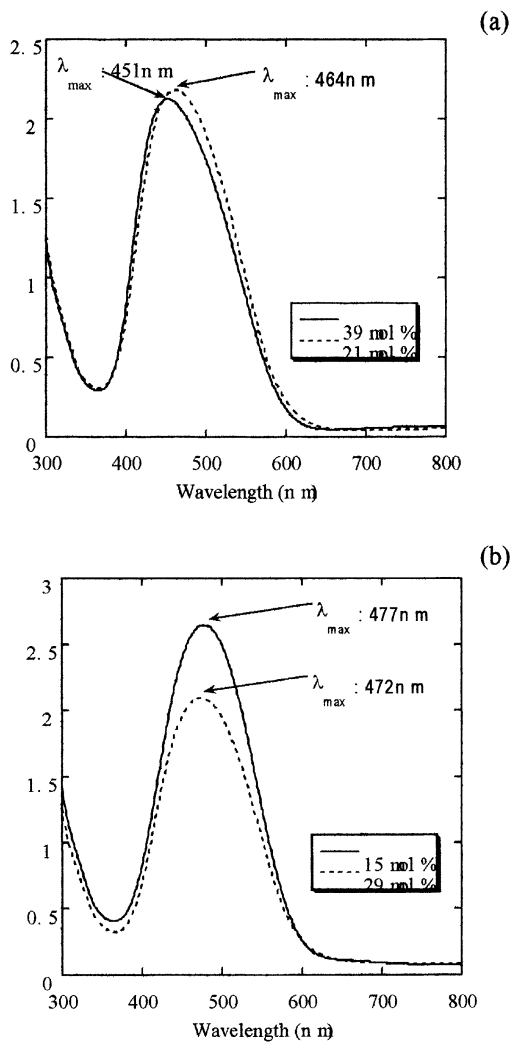 (a)
2. 5
λmax : 451n m
λmax : 464n m
2
1. 5
1
39 mol %
21 mol %
0. 5
0
300 400 500 600 700 800
Wavelength (n m)
(b)
3
λmax : 477n m
2. 5
λmax : 472n m
2
1. 5
1
15 mol %
29 mol %
0. 5
0
300 400 500 600 700 800
Wavelength (n m)